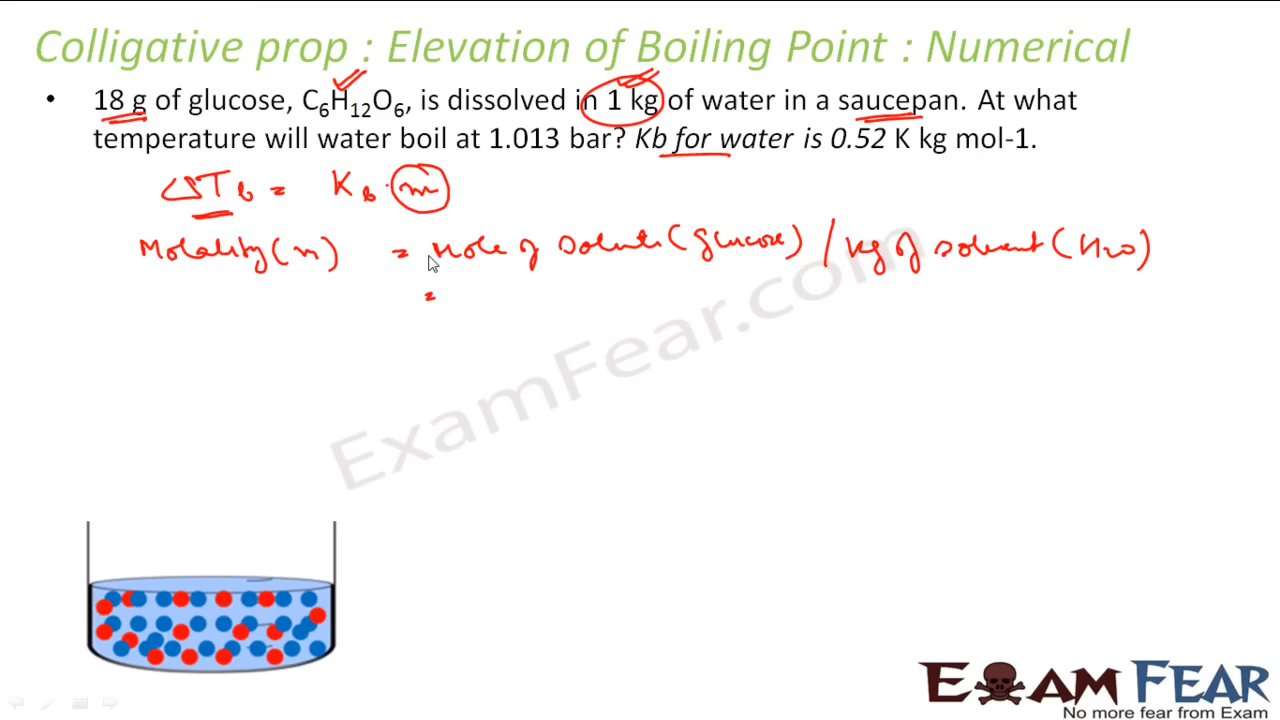 Colligative prop : Elevation of Boiling Point : Numerical
• 18 g of glucose, C₆H₁₂O₆, is dissolved in 1 kg of water in a saucepan. At what
temperature will water boil at 1.013 bar? Kb for water is 0.52 K kg mol-1.
ΔT_b = K_b · m
Molality (m) = Mole of Solute (glucose) / kg of solvent (H₂O)
=
ExamFear.com
EXAM FEAR
No more fear from Exam